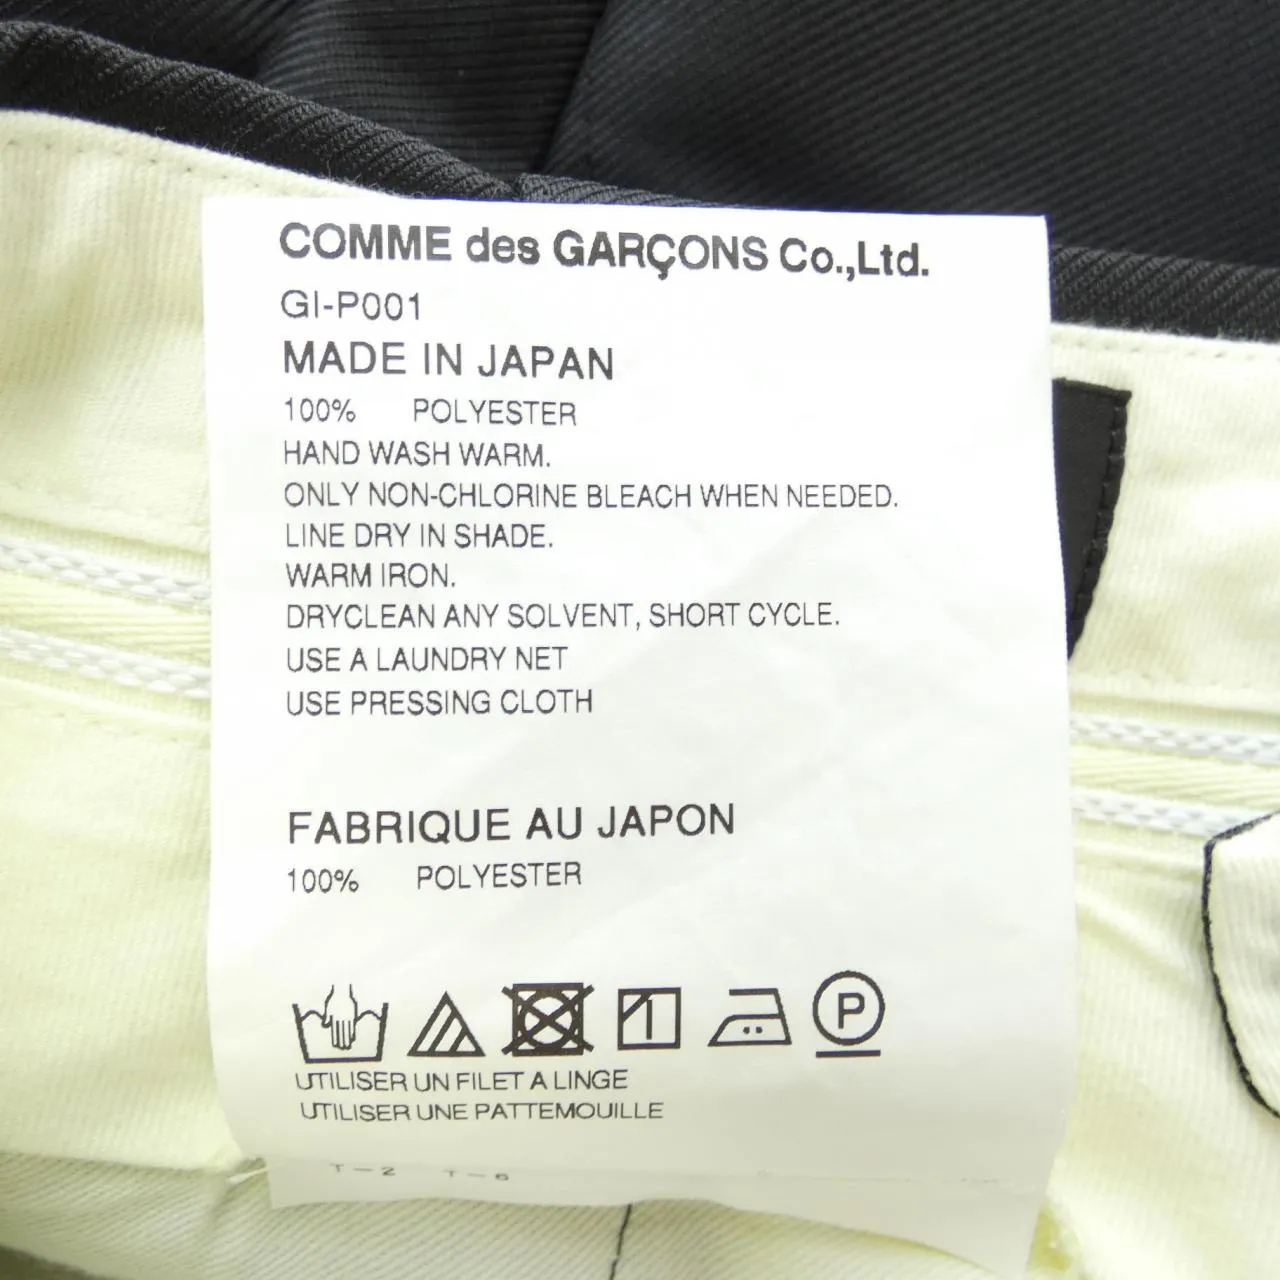 COMME des GARÇONS Co.,Ltd.
GI-P001
MADE IN JAPAN
100% POLYESTER
HAND WASH WARM.
ONLY NON-CHLORINE BLEACH WHEN NEEDED.
LINE DRY IN SHADE.
WARM IRON.
DRYCLEAN ANY SOLVENT, SHORT CYCLE.
USE A LAUNDRY NET
USE PRESSING CLOTH
FABRIQUE AU JAPON
100% POLYESTER
P
UTILISER UN FILET A LINGE
UTILISER UNE PATTEMOUILLE
T-2 T-6